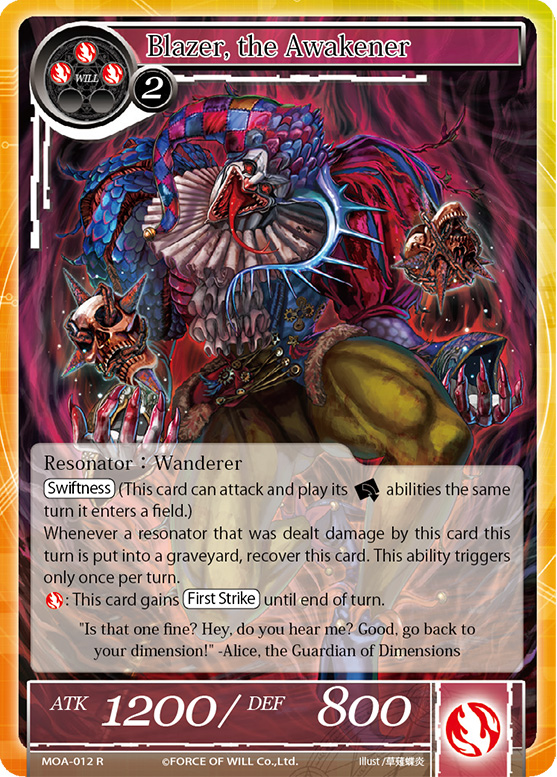 Blazer, the Awakener
WILL
2
Resonator : Wanderer
Swiftness (This card can attack and play its abilities the same
turn it enters a field.)
Whenever a resonator that was dealt damage by this card this
turn is put into a graveyard, recover this card. This ability triggers
only once per turn.
: This card gains First Strike until end of turn.
"Is that one fine? Hey, do you hear me? Good, go back to
your dimension!" -Alice, the Guardian of Dimensions
ATK 1200 / DEF 800
MOA-012 R ©FORCE OF WILL Co.,Ltd. Illust /草薙蝶炎